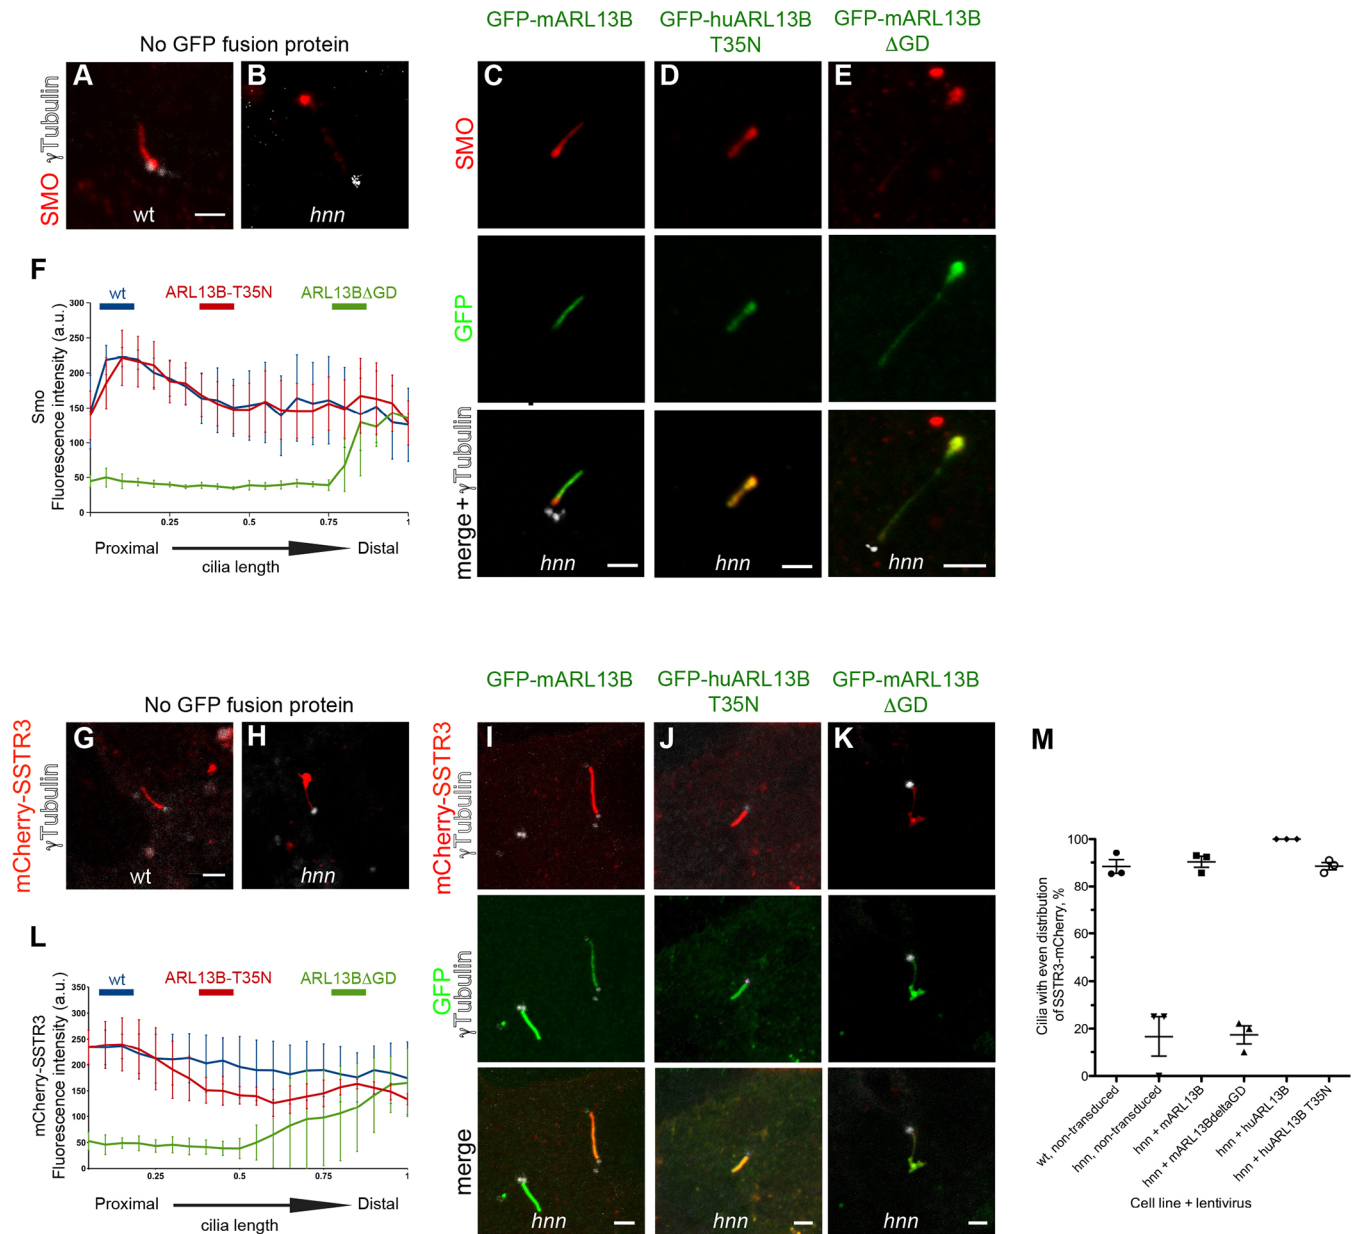 No GFP fusion protein
GFP-mARL13B
GFP-huARL13B
T35N
GFP-mARL13B
ΔGD
SMO γTubulin
A
wt
B
hnn
C
D
E
SMO
GFP
merge + γTubulin
hnn
hnn
hnn
F
wt
ARL13B-T35N
ARL13BΔGD
Smo
Fluorescence intensity (a.u.)
300
250
200
150
100
50
0
0.25
0.5
0.75
1
Proximal
Distal
cilia length
No GFP fusion protein
GFP-mARL13B
GFP-huARL13B
T35N
GFP-mARL13B
ΔGD
mCherry-SSTR3
γTubulin
G
wt
H
hnn
I
J
K
mCherry-SSTR3
γTubulin
GFP
γTubulin
merge
hnn
hnn
hnn
L
wt
ARL13B-T35N
ARL13BΔGD
mCherry-SSTR3
Fluorescence intensity (a.u.)
350
300
250
200
150
100
50
0
0.25
0.5
0.75
1
Proximal
Distal
cilia length
M
Cilia with even distribution
of SSTR3-mCherry, %
100
80
60
40
20
0
wt, non-transduced
hnn, non-transduced
hnn + mARL13B
hnn + mARL13BdeltaGD
hnn + huARL13B
hnn + huARL13B T35N
Cell line + lentivirus